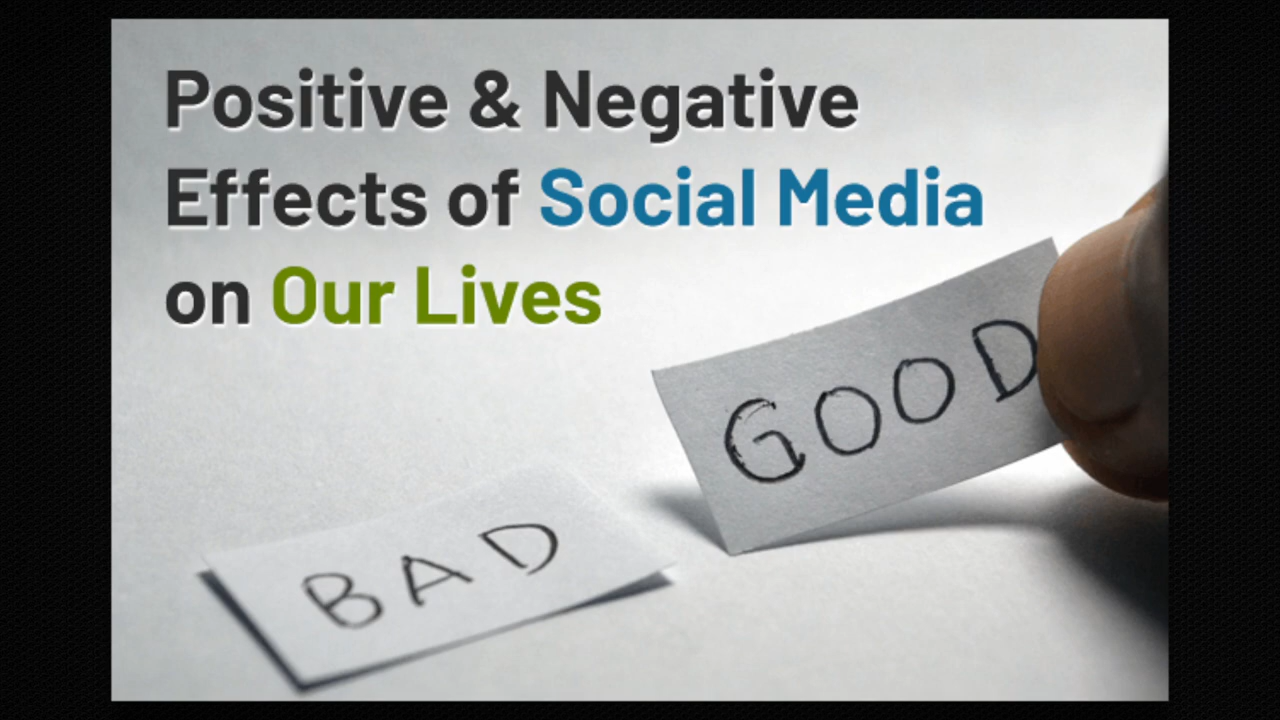 Positive & Negative
Effects of Social Media
on Our Lives
GOOD
BAD